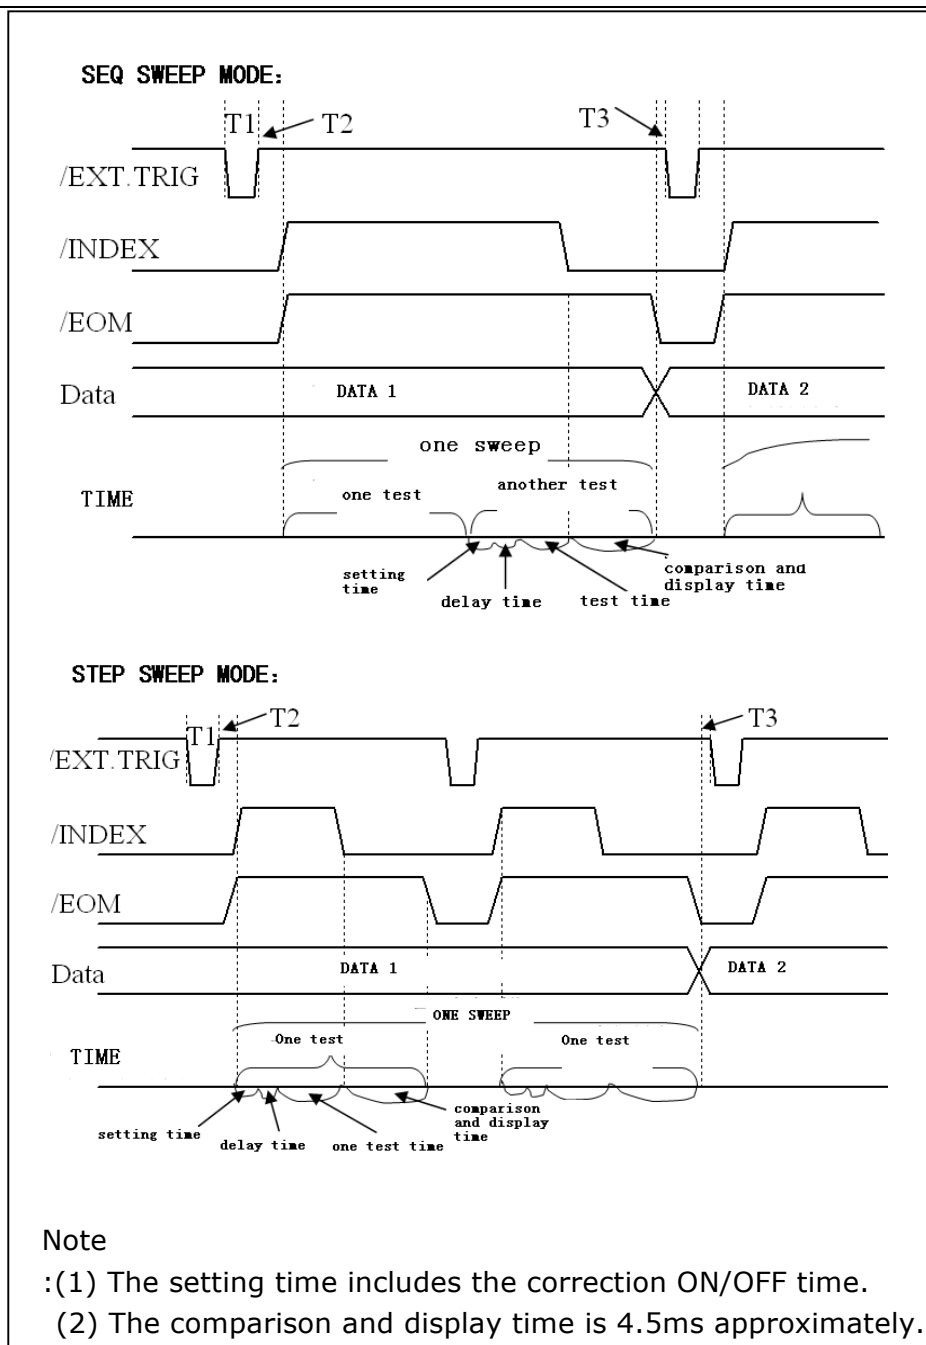 SEQ SWEEP MODE:
T1
T2
T3
/EXT.TRIG
/INDEX
/EOM
Data
DATA 1
DATA 2
one sweep
another test
one test
TIME
setting
time
delay time
test time
comparison and
display time
STEP SWEEP MODE:
T1
T2
T3
/EXT.TRIG
/INDEX
/EOM
Data
DATA 1
DATA 2
ONE SWEEP
One test
One test
TIME
setting time
delay time
one test time
comparison
and display
time
Note
:(1) The setting time includes the correction ON/OFF time.
(2) The comparison and display time is 4.5ms approximately.